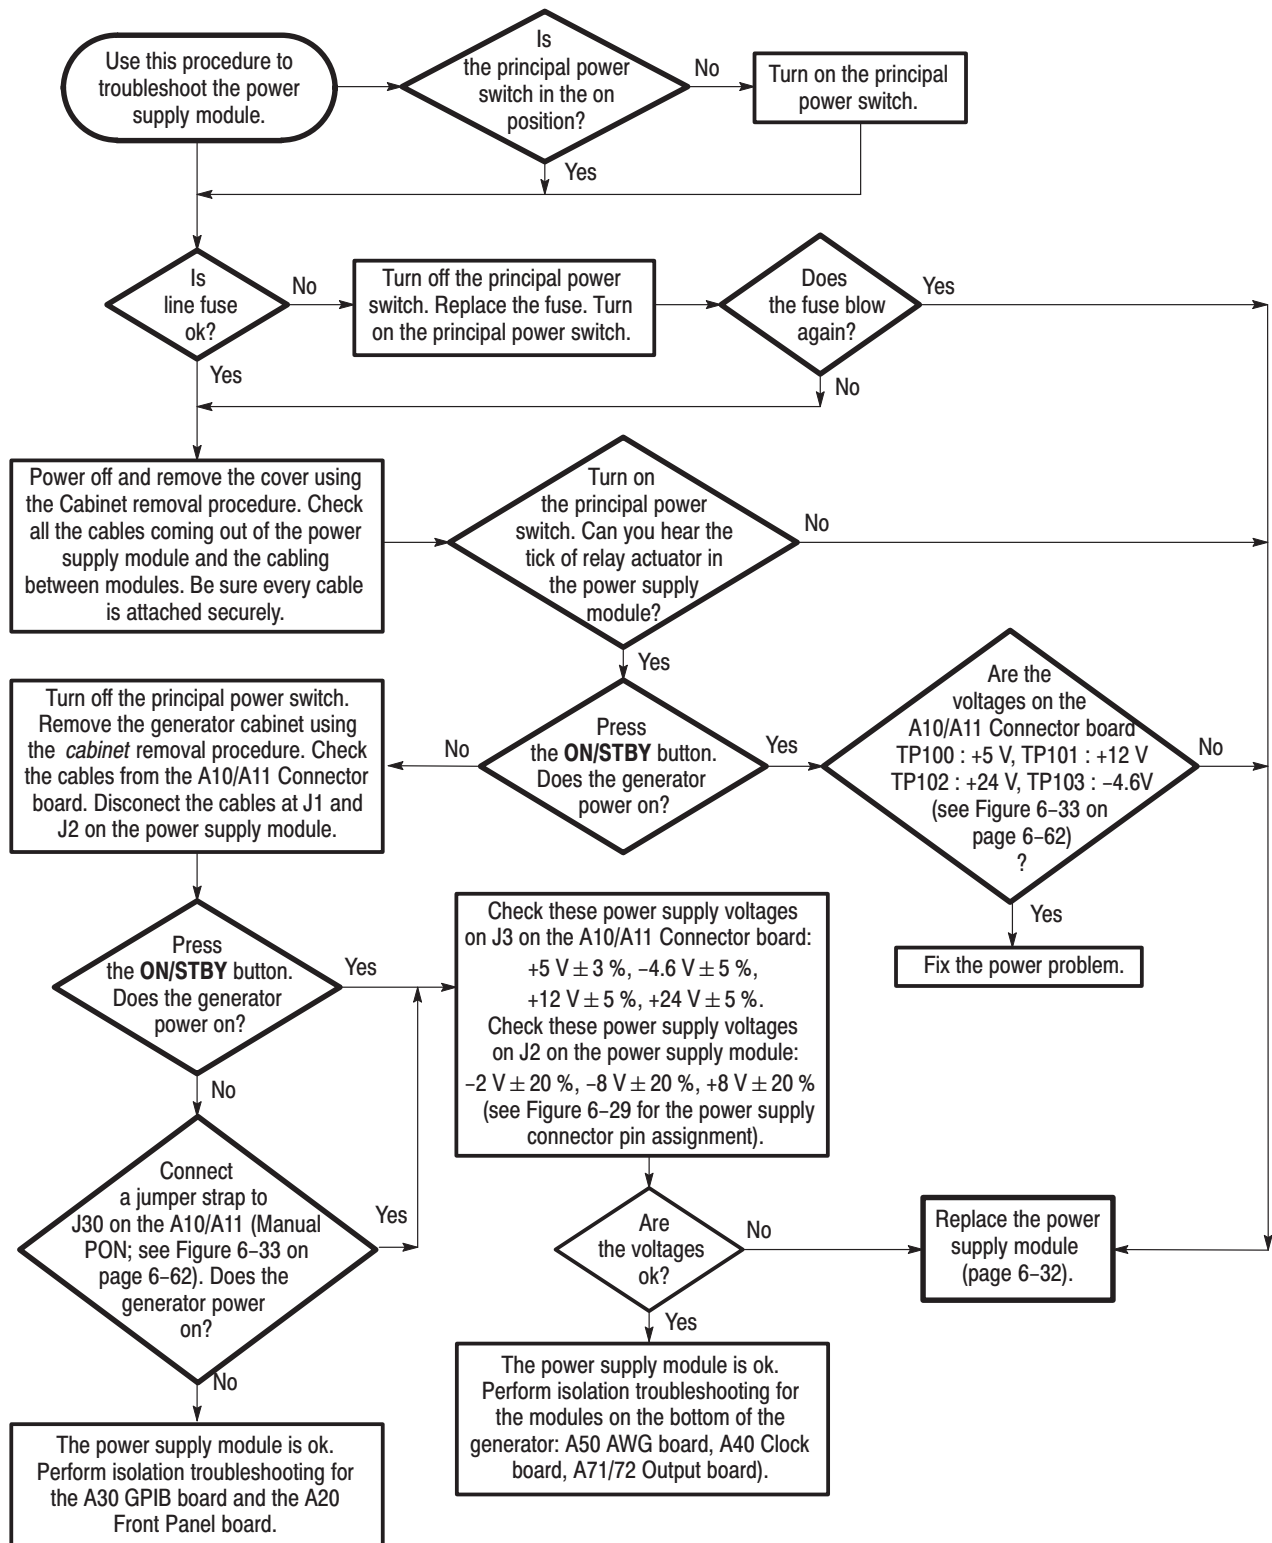 Use this procedure to
troubleshoot the power
supply module.
Is
the principal power
switch in the on
position?
No
Turn on the principal
power switch.
Yes
Is
line fuse
ok?
No
Turn off the principal power
switch. Replace the fuse. Turn
on the principal power switch.
Does
the fuse blow
again?
Yes
Yes
No
Power off and remove the cover using
the Cabinet removal procedure. Check
all the cables coming out of the power
supply module and the cabling
between modules. Be sure every cable
is attached securely.
Turn on
the principal power
switch. Can you hear the
tick of relay actuator in
the power supply
module?
No
Yes
Turn off the principal power switch.
Remove the generator cabinet using
the cabinet removal procedure. Check
the cables from the A10/A11 Connector
board. Disconect the cables at J1 and
J2 on the power supply module.
No
Press
the ON/STBY button.
Does the generator
power on?
Yes
Are the
voltages on the
A10/A11 Connector board
TP100 : +5 V, TP101 : +12 V
TP102 : +24 V, TP103 : –4.6V
(see Figure 6–33 on
page 6–62)
?
No
Yes
Fix the power problem.
Press
the ON/STBY button.
Does the generator
power on?
Yes
No
Check these power supply voltages
on J3 on the A10/A11 Connector board:
+5 V ± 3 %, –4.6 V ± 5 %,
+12 V ± 5 %, +24 V ± 5 %.
Check these power supply voltages
on J2 on the power supply module:
–2 V ± 20 %, –8 V ± 20 %, +8 V ± 20 %
(see Figure 6–29 for the power supply
connector pin assignment).
Connect
a jumper strap to
J30 on the A10/A11 (Manual
PON; see Figure 6–33 on
page 6–62). Does the
generator power
on?
Yes
No
Are
the voltages
ok?
No
Replace the power
supply module
(page 6–32).
Yes
The power supply module is ok.
Perform isolation troubleshooting for
the modules on the bottom of the
generator: A50 AWG board, A40 Clock
board, A71/72 Output board).
The power supply module is ok.
Perform isolation troubleshooting for
the A30 GPIB board and the A20
Front Panel board.